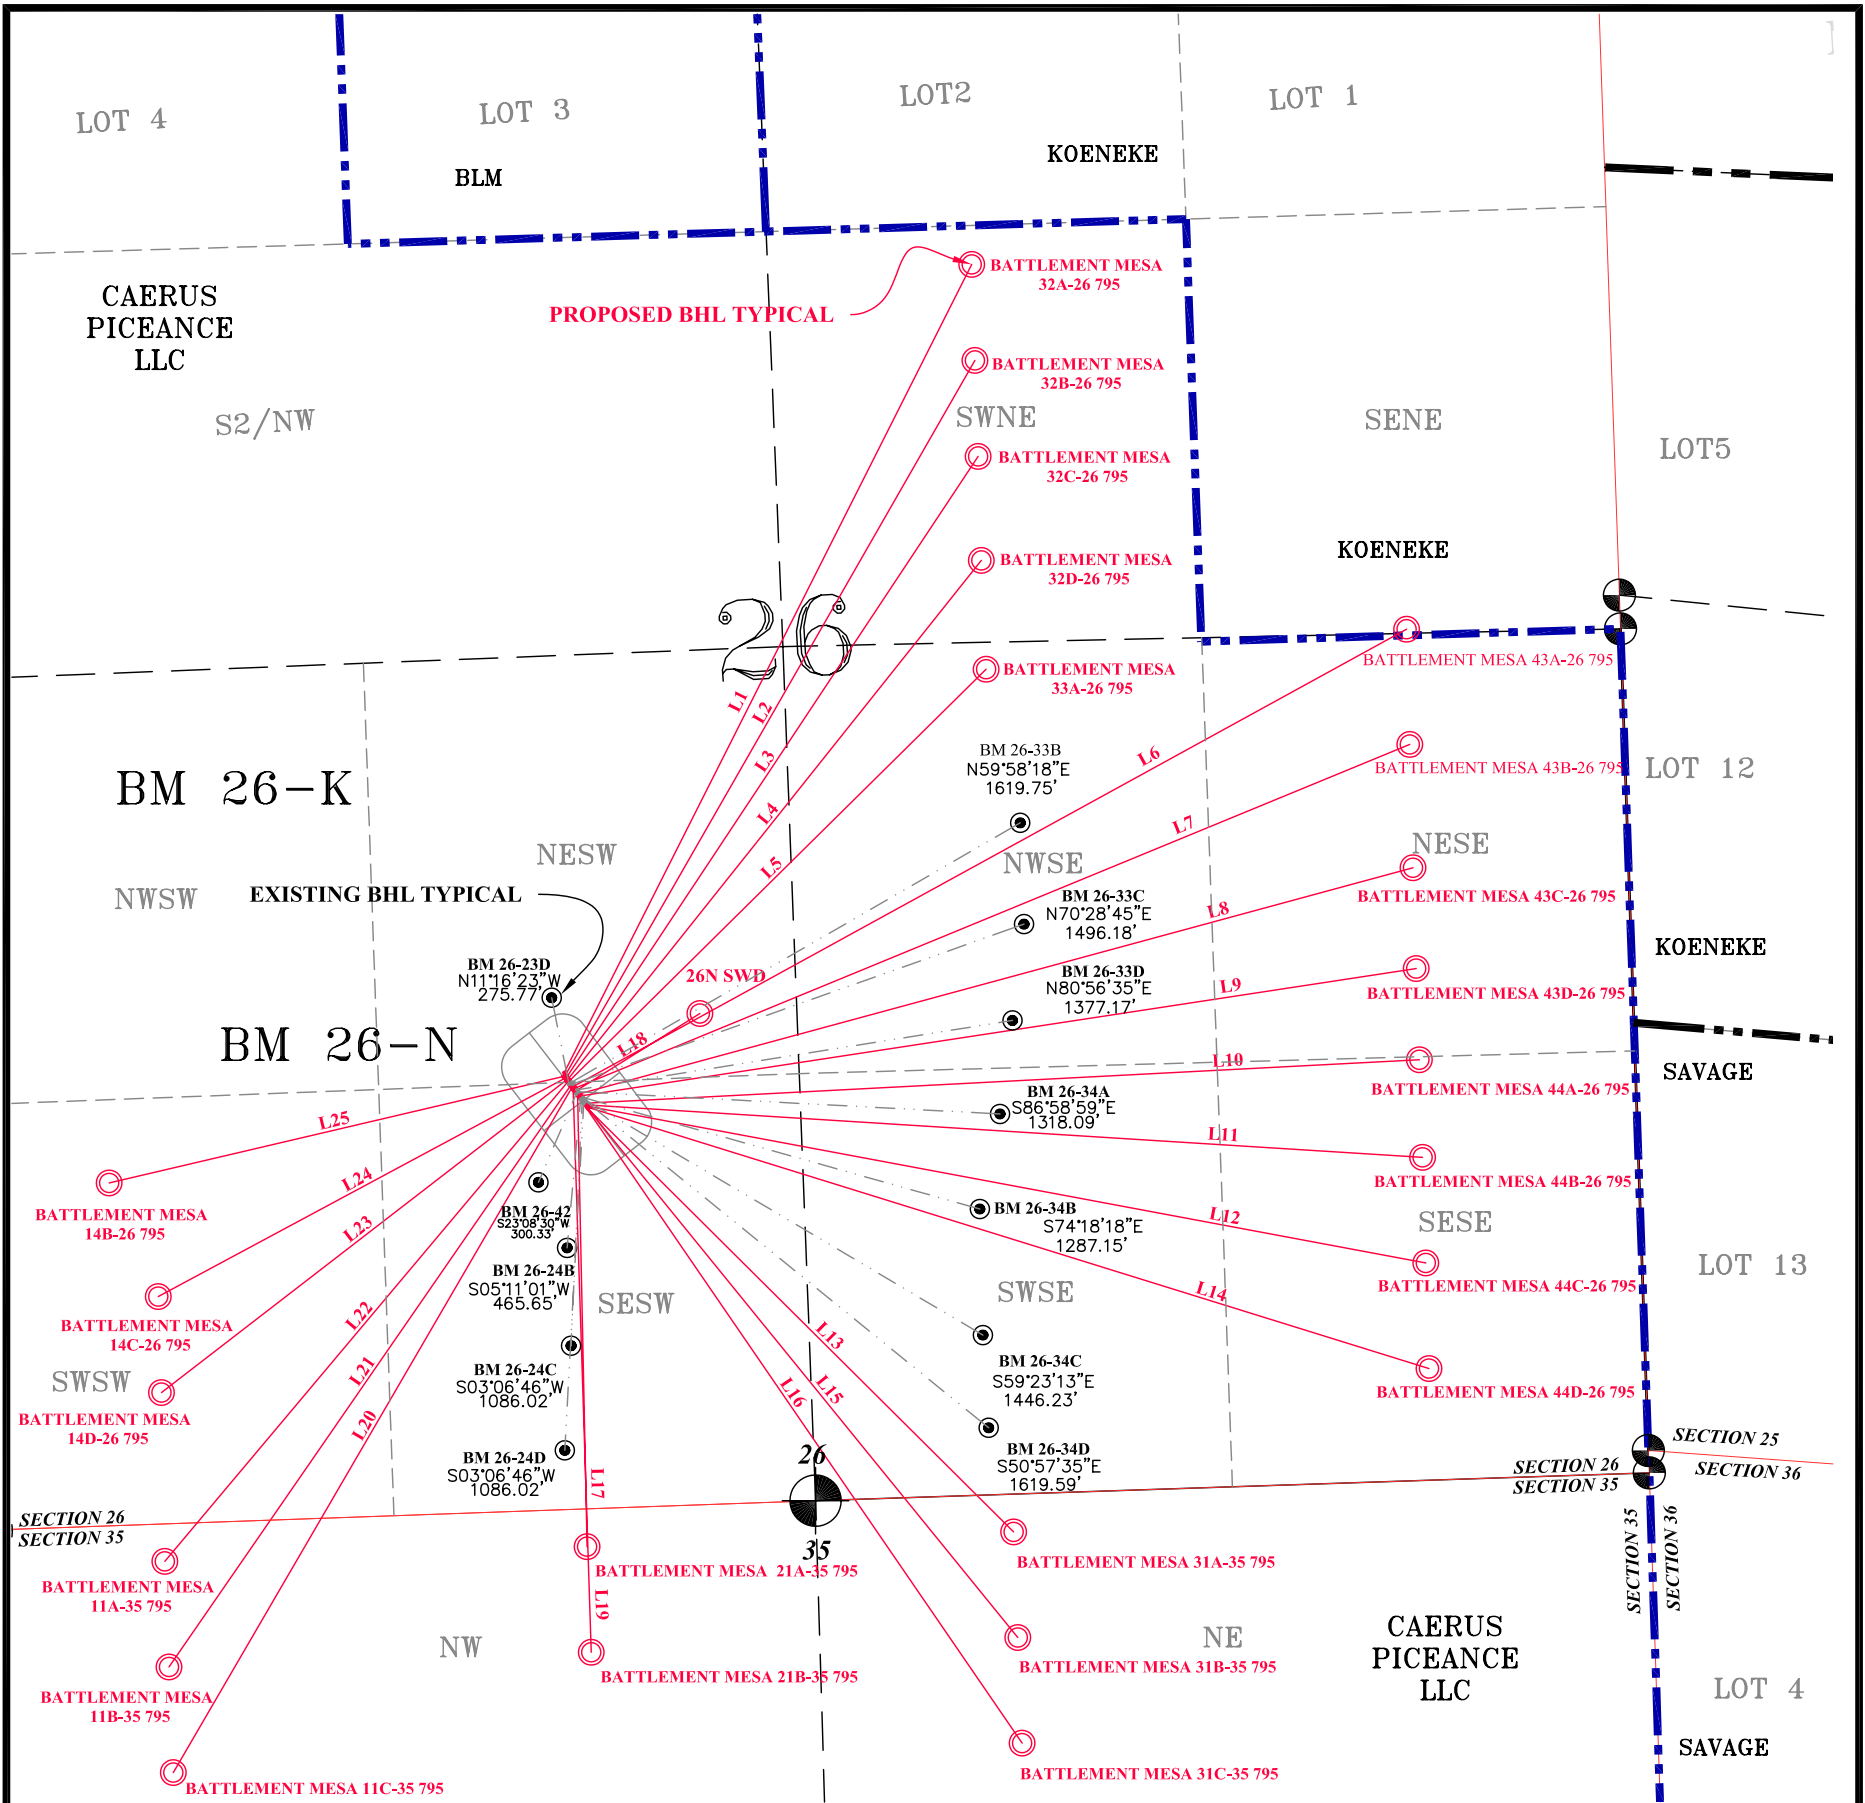 LOT 4
LOT 3
LOT2
LOT 1
BLM
KOENEKE
CAERUS
PICEANCE
LLC
S2/NW
PROPOSED BHL TYPICAL
BATTLEMENT MESA
32A-26 795
BATTLEMENT MESA
32B-26 795
SWNE
SENE
LOT5
BATTLEMENT MESA
32C-26 795
KOENEKE
BATTLEMENT MESA
32D-26 795
26
BATTLEMENT MESA
33A-26 795
BATTLEMENT MESA 43A-26 795
L1
L2
L3
L4
L5
L6
L7
L8
L9
L10
L11
L12
L14
BM 26-33B
N59°58'18"E
1619.75'
BATTLEMENT MESA 43B-26 795
LOT 12
BM 26-K
NESW
NWSW
NWSE
NESE
EXISTING BHL TYPICAL
BATTLEMENT MESA 43C-26 795
BM 26-33C
N70°28'45"E
1496.18'
KOENEKE
BM 26-23D
N11°16'23"W
275.77'
26N SWD
BM 26-33D
N80°56'35"E
1377.17'
BATTLEMENT MESA 43D-26 795
BM 26-N
L18
SAVAGE
BATTLEMENT MESA 44A-26 795
BM 26-34A
S86°58'59"E
1318.09'
L25
L24
L23
L22
L21
L20
BATTLEMENT MESA
14B-26 795
BATTLEMENT MESA 44B-26 795
BM 26-42
S23°08'30"W
300.33'
BM 26-34B
S74°18'18"E
1287.15'
SESE
LOT 13
BM 26-24B
S05°11'01"W
465.65'
SESW
SWSE
BATTLEMENT MESA 44C-26 795
BATTLEMENT MESA
14C-26 795
L13
L15
L16
SWSW
BM 26-24C
S03°06'46"W
1086.02'
BM 26-34C
S59°23'13"E
1446.23'
BATTLEMENT MESA 44D-26 795
BATTLEMENT MESA
14D-26 795
BM 26-24D
S03°06'46"W
1086.02'
L17
26
35
BM 26-34D
S50°57'35"E
1619.59'
SECTION 25
SECTION 36
SECTION 26
SECTION 35
SECTION 26
SECTION 35
SECTION 35
SECTION 36
BATTLEMENT MESA
11A-35 795
BATTLEMENT MESA 21A-35 795
L19
BATTLEMENT MESA 31A-35 795
NW
NE
CAERUS
PICEANCE
LLC
BATTLEMENT MESA
11B-35 795
BATTLEMENT MESA 21B-35 795
BATTLEMENT MESA 31B-35 795
LOT 4
SAVAGE
BATTLEMENT MESA 11C-35 795
BATTLEMENT MESA 31C-35 795